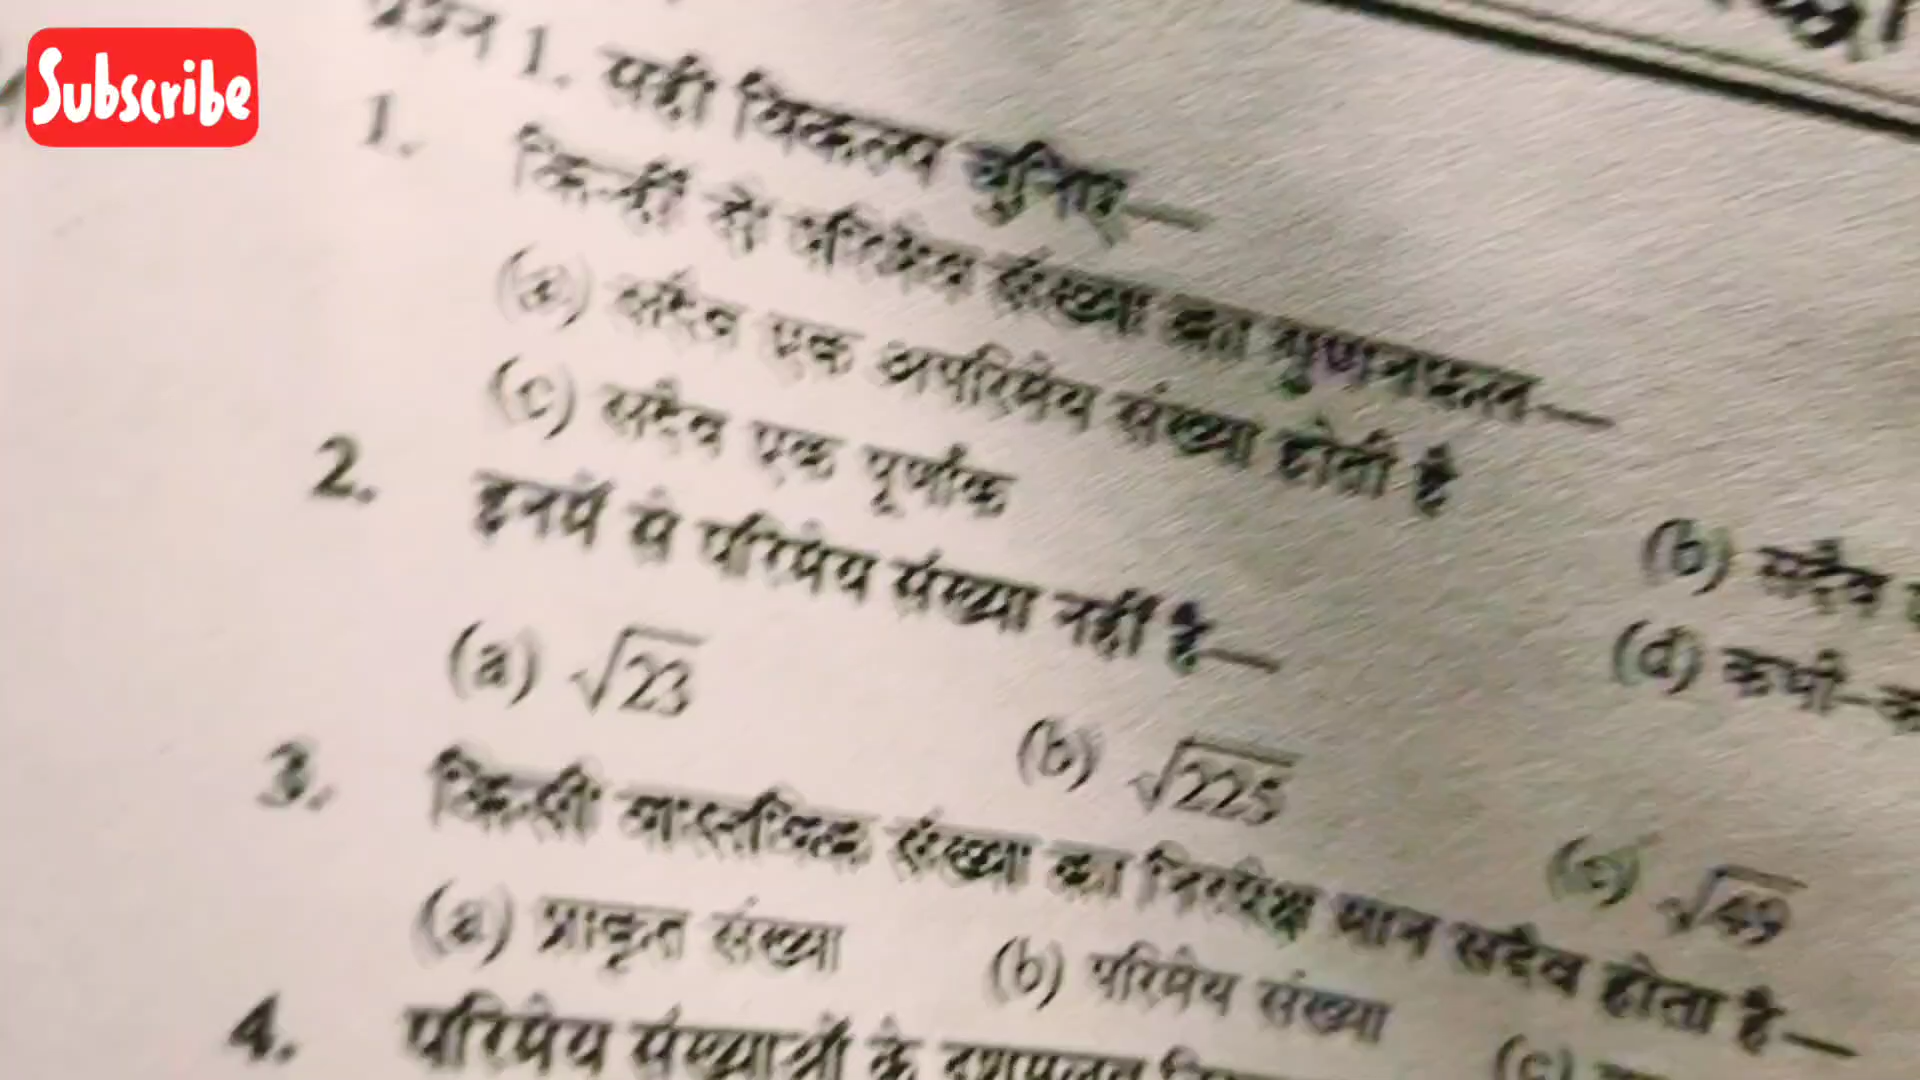 Subscribe
प्रश्न 1. सही विकल्प चुनिए—
1. किन्हीं दो परिमेय संख्या का गुणनफल—
(a) सदैव एक अपरिमेय संख्या होती है
(b) सदैव
(c) सदैव एक पूर्णांक
(d) कभी-
2. इनमें से परिमेय संख्या नहीं है—
(a) √23
(b) √225
(c) √49
3. किसी वास्तविक संख्या का निरपेक्ष मान सदैव होता है—
(a) प्राकृत संख्या
(b) परिमेय संख्या
(c)
4. परिमेय संख्याओं के दशमलव